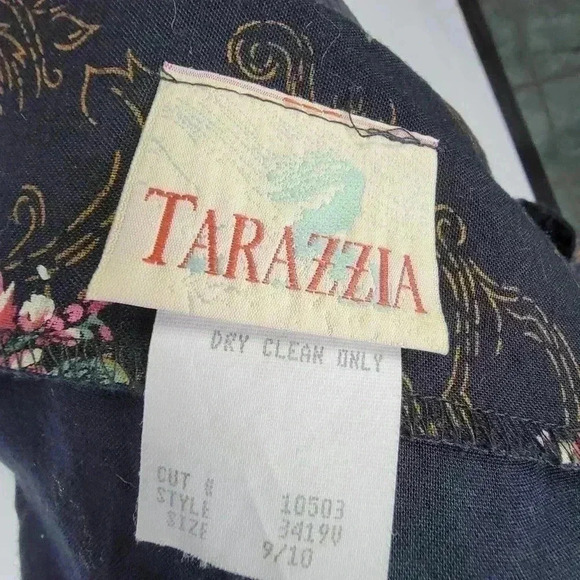 TARAZZIA
DRY CLEAN ONLY
CUT # 10503
STYLE 34190
SIZE 9/10